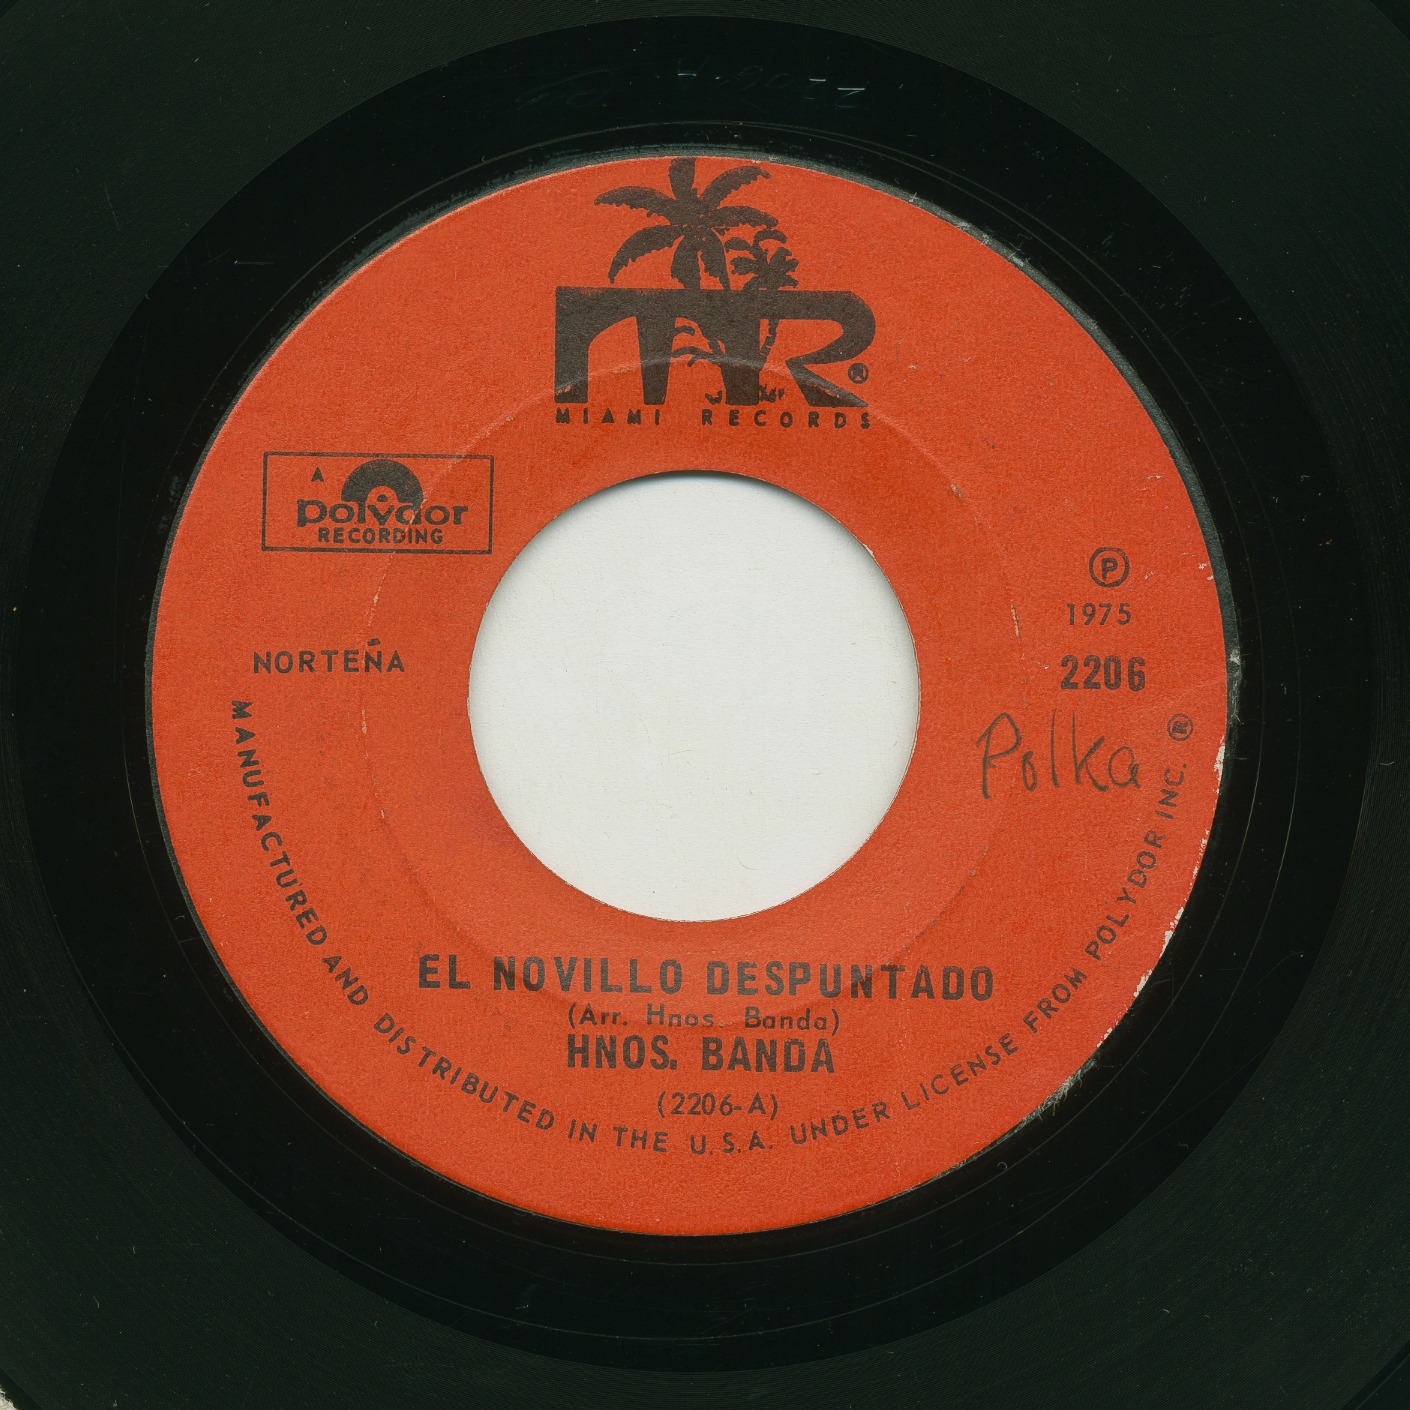 MR®
MIAMI RECORDS
A
polydor
RECORDING
Ⓟ
1975
NORTEÑA
2206
Polka
EL NOVILLO DESPUNTADO
(Arr. Hnos. Banda)
HNOS. BANDA
(2206-A)
MANUFACTURED AND DISTRIBUTED IN THE U.S.A. UNDER LICENSE FROM POLYDOR INC. ®